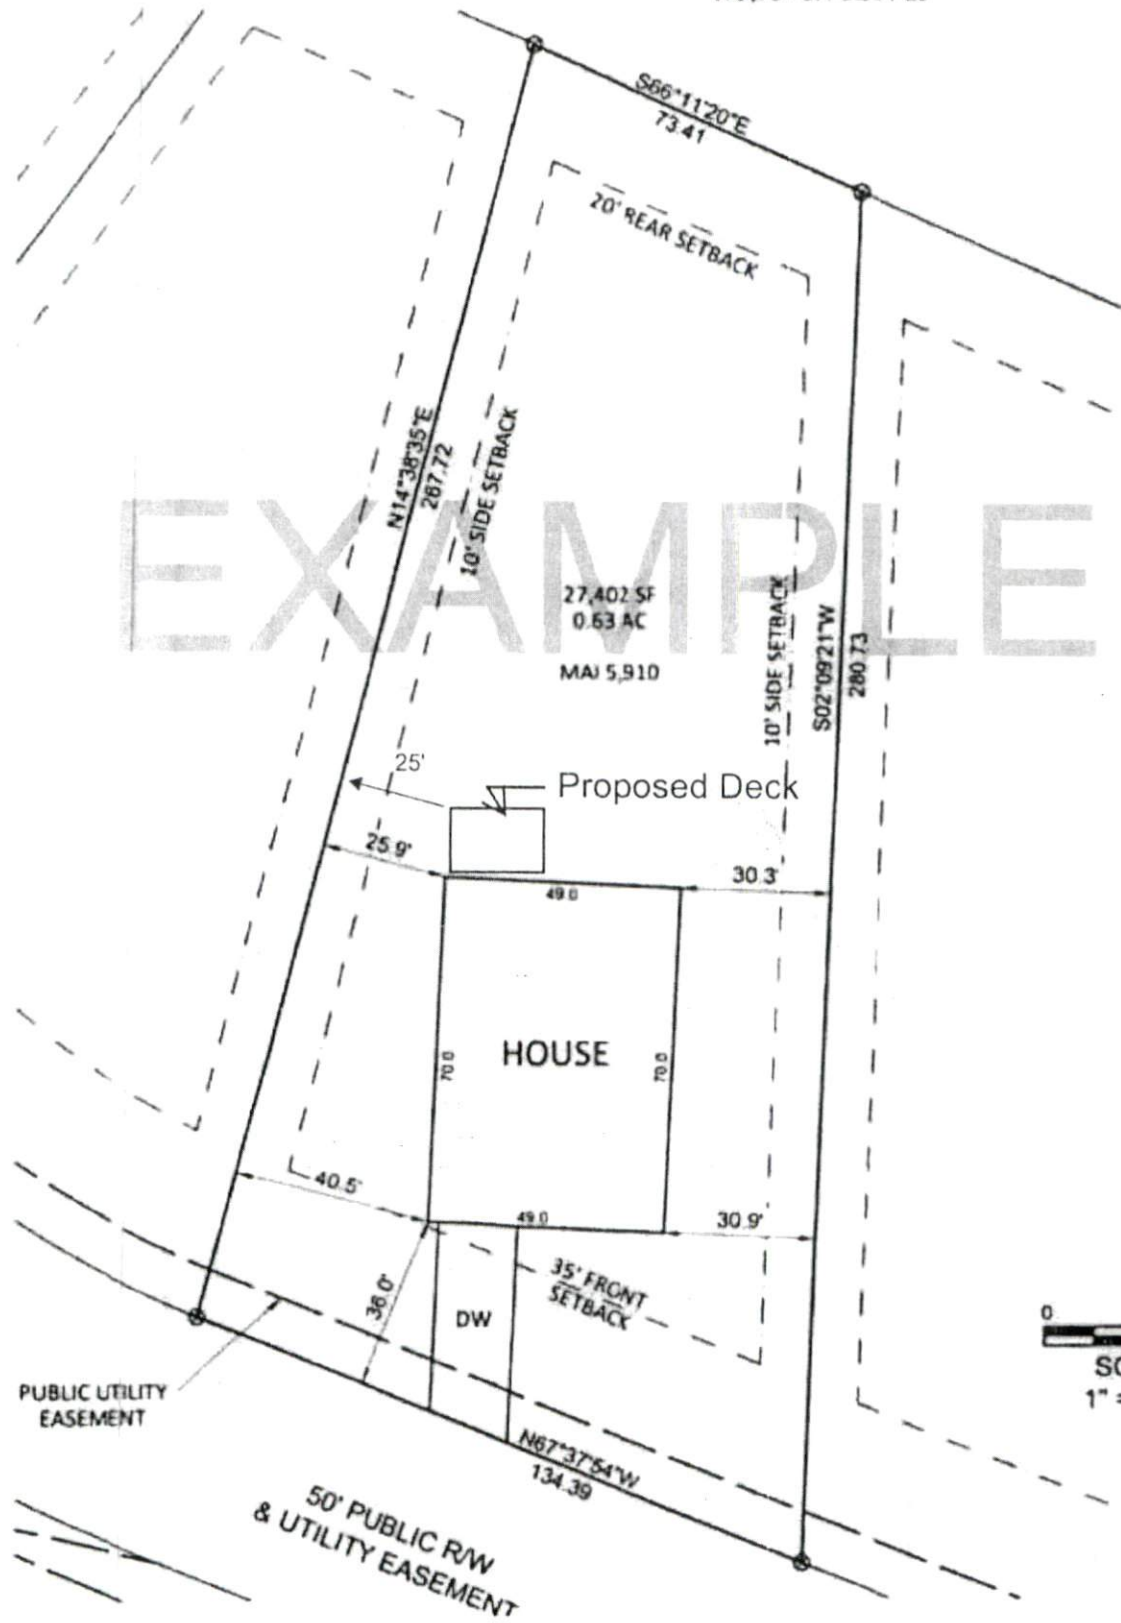 S66°11'20"E
73.41
20' REAR SETBACK
N14°38'35"E
267.72
10' SIDE SETBACK
EXAMPLE
27,402 SF
0.63 AC
MAJ 5,910
10' SIDE SETBACK
S02°09'21"W
280.73
25'
Proposed Deck
25.9'
49.0
30.3'
70.0
HOUSE
70.0
40.5'
49.0
30.9'
36.0'
DW
35' FRONT
SETBACK
0
1"
PUBLIC UTILITY
EASEMENT
N67°37'54"W
134.39
50' PUBLIC R/W
& UTILITY EASEMENT